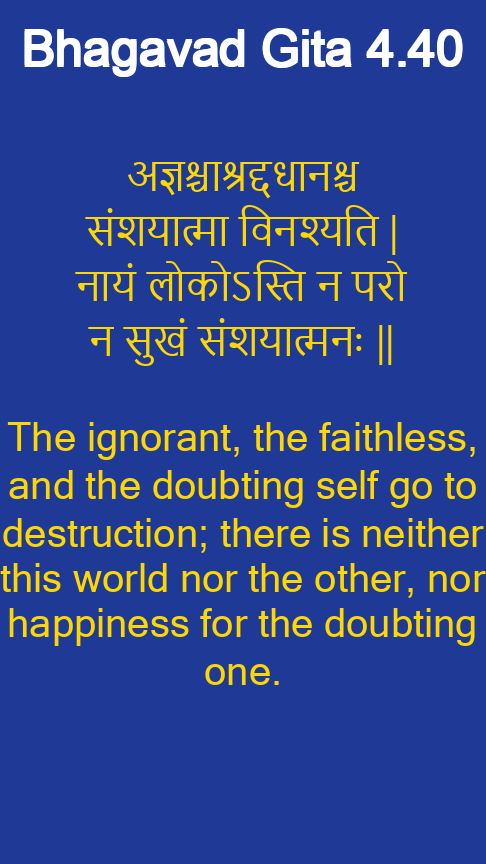 Bhagavad Gita 4.40
अज्ञश्चाश्रद्दधानश्च
संशयात्मा विनश्यति |
नायं लोकोऽस्ति न परो
न सुखं संशयात्मनः ||
The ignorant, the faithless,
and the doubting self go to
destruction; there is neither
this world nor the other, nor
happiness for the doubting
one.